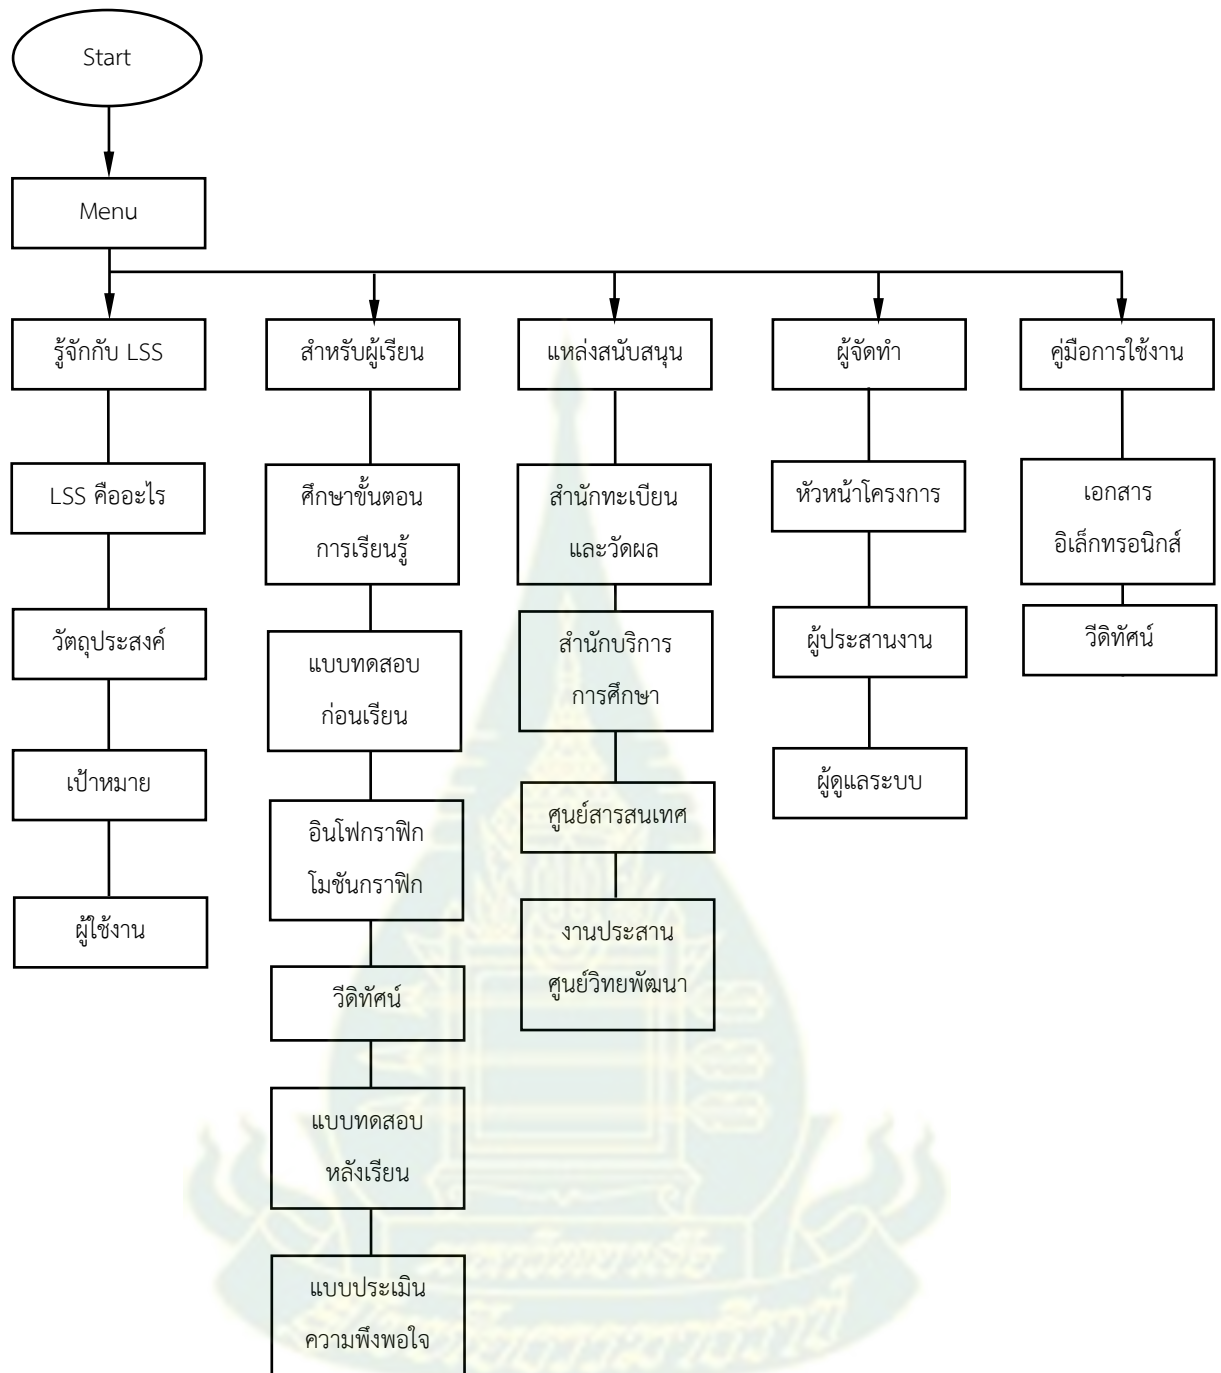 Start
Menu
รู้จักกับ LSS
สำหรับผู้เรียน
แหล่งสนับสนุน
ผู้จัดทำ
คู่มือการใช้งาน
LSS คืออะไร
วัตถุประสงค์
เป้าหมาย
ผู้ใช้งาน
ศึกษาขั้นตอน
การเรียนรู้
แบบทดสอบ
ก่อนเรียน
อินโฟกราฟิก
โมชันกราฟิก
วีดิทัศน์
แบบทดสอบ
หลังเรียน
แบบประเมิน
ความพึงพอใจ
สำนักทะเบียน
และวัดผล
สำนักบริการ
การศึกษา
ศูนย์สารสนเทศ
งานประสาน
ศูนย์วิทยพัฒนา
หัวหน้าโครงการ
ผู้ประสานงาน
ผู้ดูแลระบบ
เอกสาร
อิเล็กทรอนิกส์
วีดิทัศน์